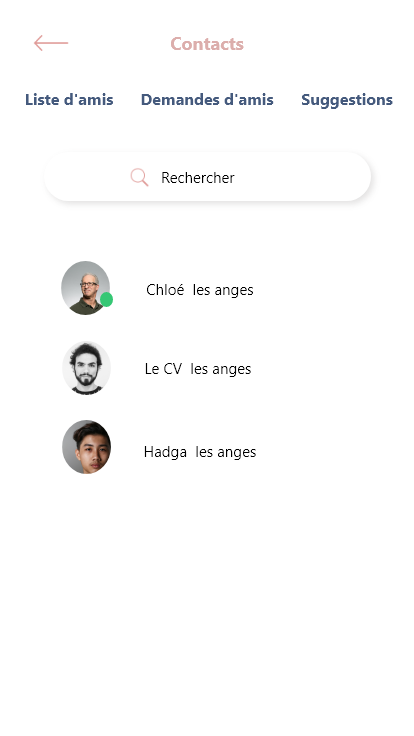 Contacts
Liste d'amis Demandes d'amis Suggestions
Rechercher
Chloé les anges
Le CV les anges
Hadga les anges